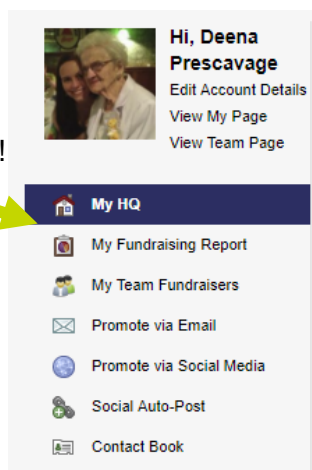 Hi, Deena
Prescavage
Edit Account Details
View My Page
View Team Page
!
My HQ
My Fundraising Report
My Team Fundraisers
Promote via Email
Promote via Social Media
Social Auto-Post
Contact Book